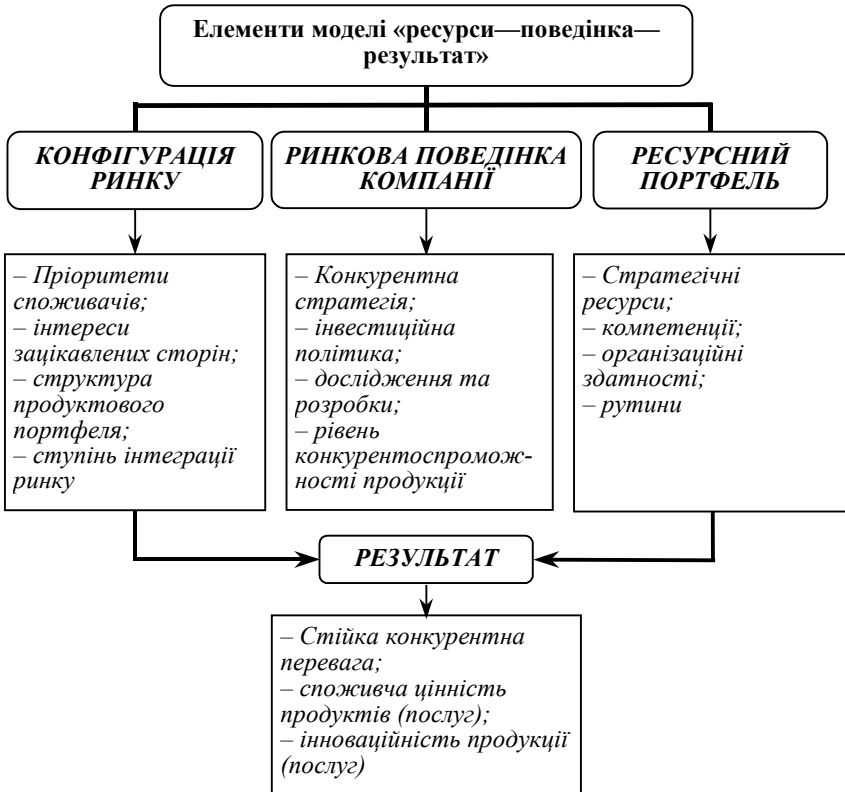 Елементи моделі «ресурси—поведінка—
результат»
КОНФІГУРАЦІЯ
РИНКУ
РИНКОВА ПОВЕДІНКА
КОМПАНІЇ
РЕСУРСНИЙ
ПОРТФЕЛЬ
– Пріоритети
споживачів;
– інтереси
зацікавлених сторін;
– структура
продуктового
портфеля;
– ступінь інтеграції
ринку
– Конкурентна
стратегія;
– інвестиційна
політика;
– дослідження та
розробки;
– рівень
конкурентоспромож-
ності продукції
– Стратегічні
ресурси;
– компетенції;
– організаційні
здатності;
– рутини
РЕЗУЛЬТАТ
– Стійка конкурентна
перевага;
– споживча цінність
продуктів (послуг);
– інноваційність продукції
(послуг)